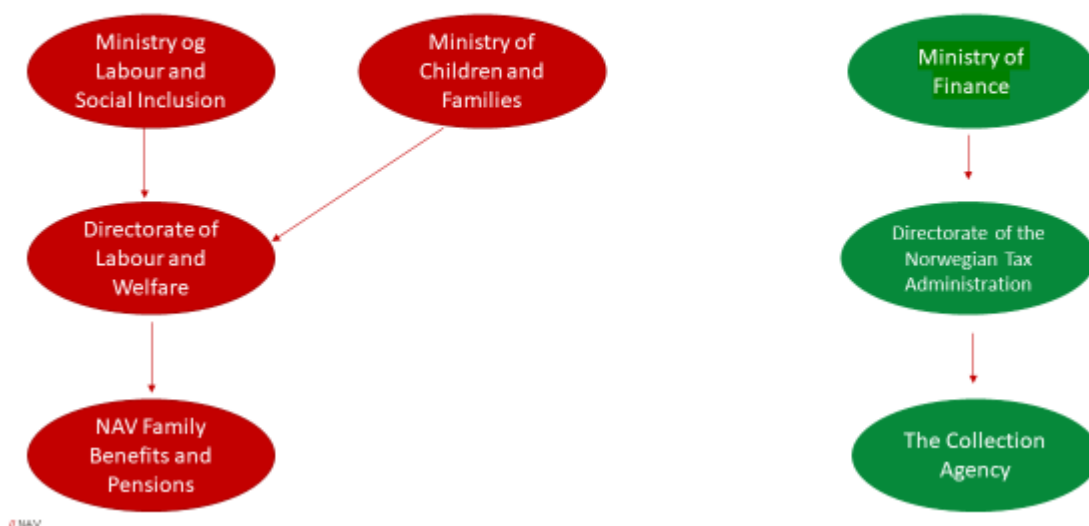 Ministry og
Labour and
Social Inclusion
Ministry of
Children and
Families
Ministry of
Finance
Directorate of
Labour and
Welfare
Directorate of the
Norwegian Tax
Administration
NAV Family
Benefits and
Pensions
The Collection
Agency
NAV